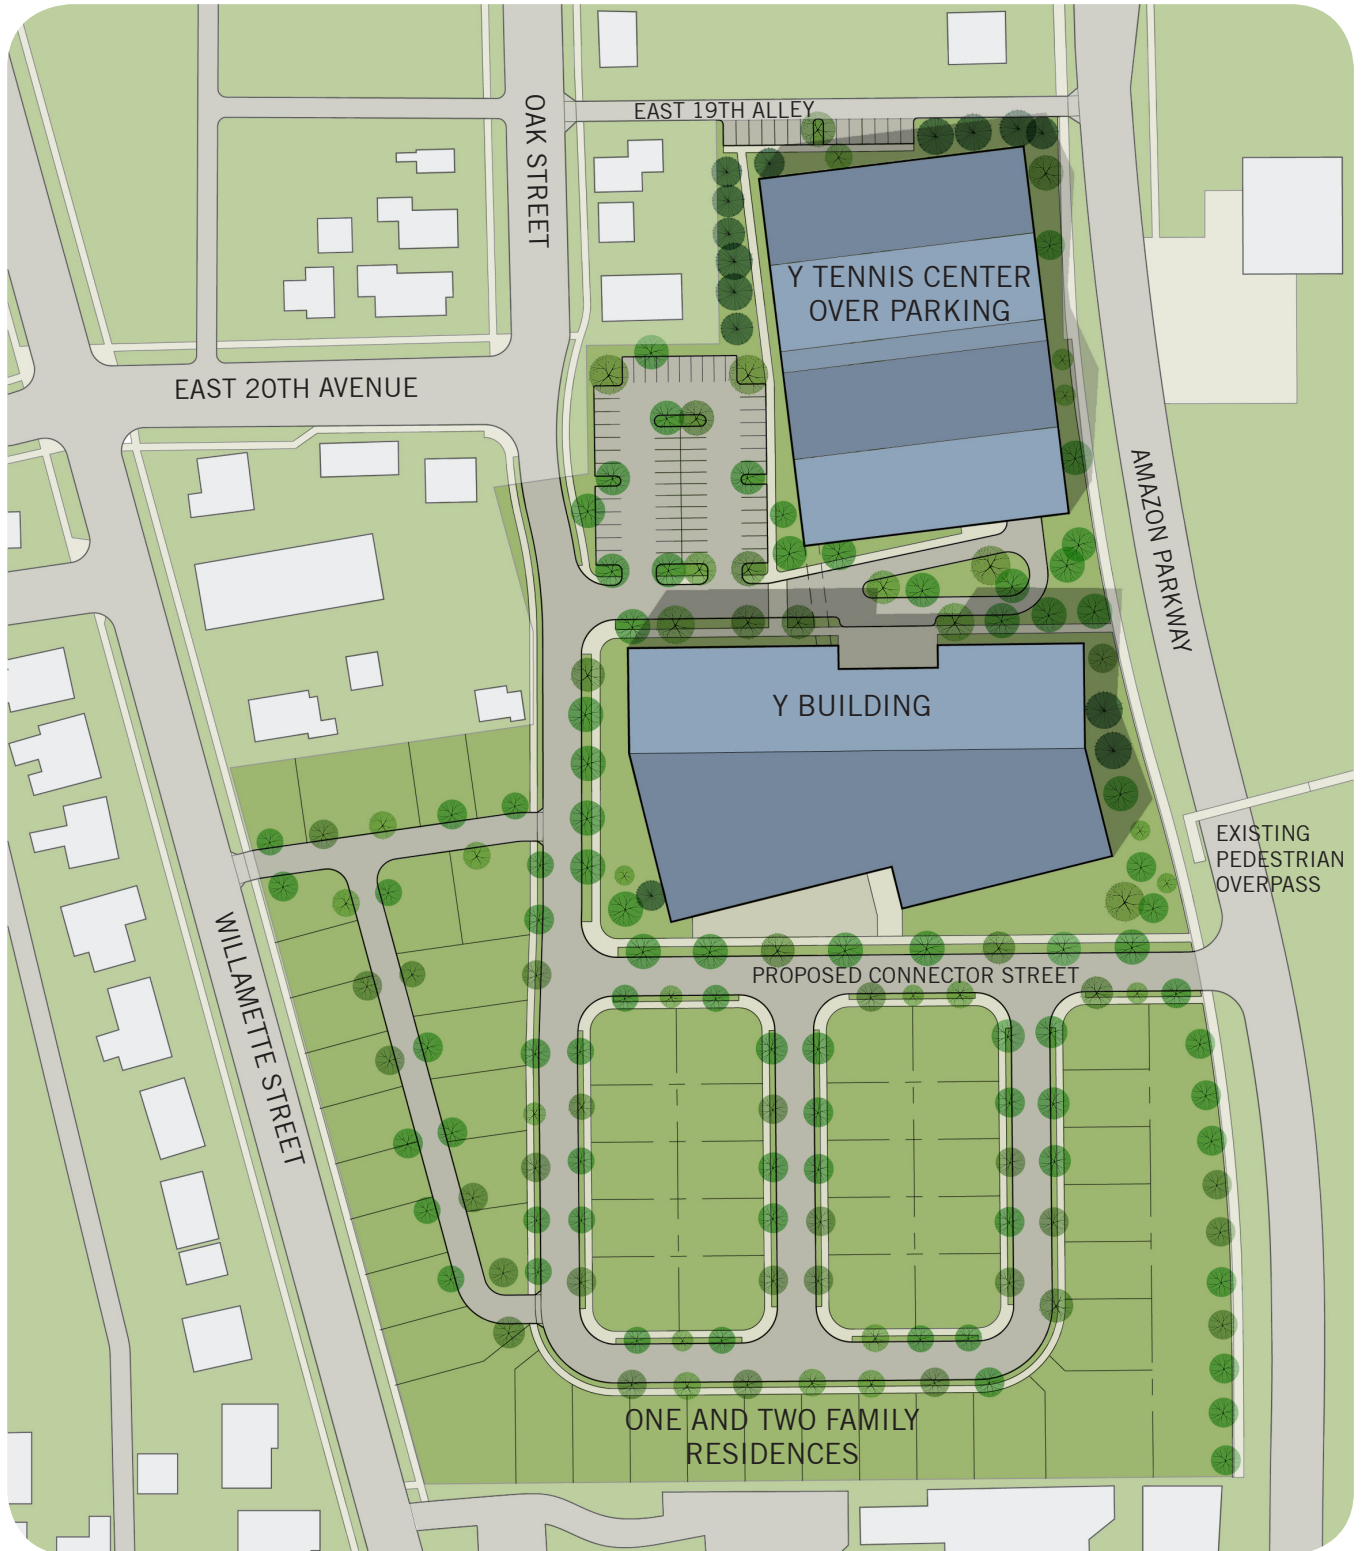 EAST 19TH ALLEY
OAK STREET
Y TENNIS CENTER
OVER PARKING
EAST 20TH AVENUE
AMAZON PARKWAY
Y BUILDING
EXISTING
PEDESTRIAN
OVERPASS
WILLAMETTE STREET
PROPOSED CONNECTOR STREET
ONE AND TWO FAMILY
RESIDENCES